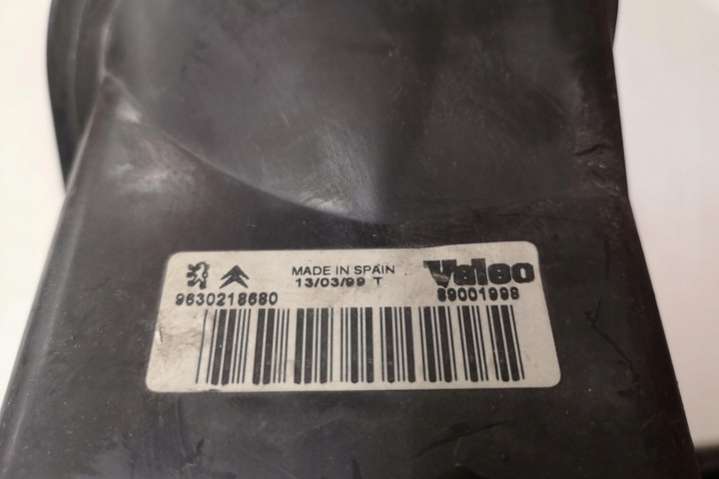 MADE IN SPAIN
13/03/99 T
Valeo
9630218680
89001998